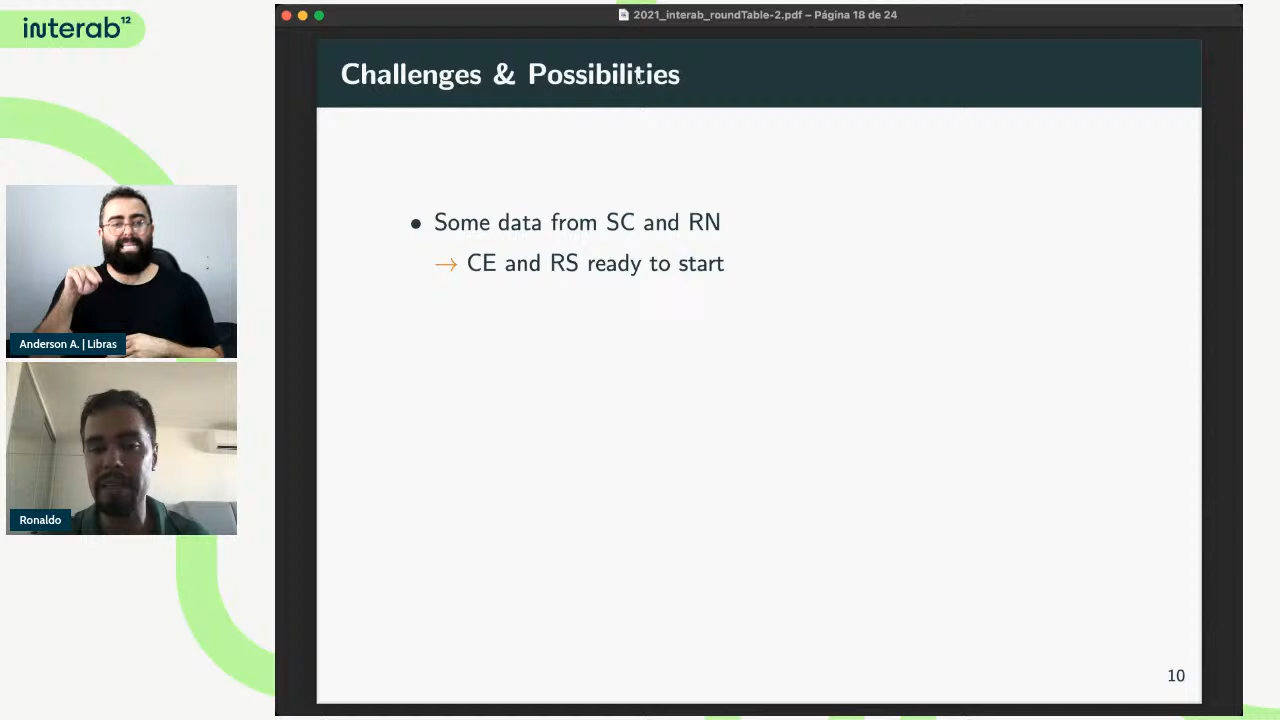 interab12
2021_interab_roundTable-2.pdf – Página 18 de 24
Challenges & Possibilities
• Some data from SC and RN
→ CE and RS ready to start
Anderson A. | Libras
Ronaldo
10